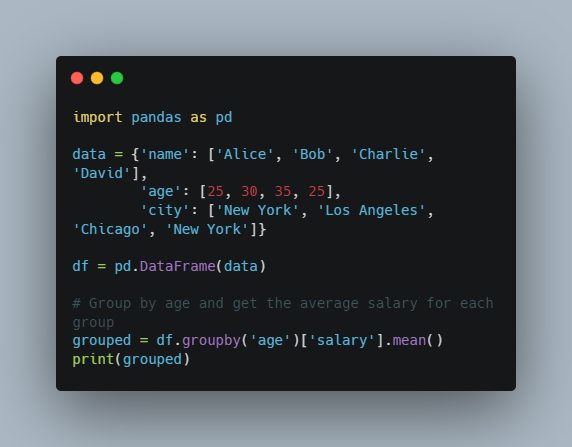 import pandas as pd
data = {'name': ['Alice', 'Bob', 'Charlie',
'David'],
'age': [25, 30, 35, 25],
'city': ['New York', 'Los Angeles',
'Chicago', 'New York']}
df = pd.DataFrame(data)
# Group by age and get the average salary for each
group
grouped = df.groupby('age')['salary'].mean()
print(grouped)